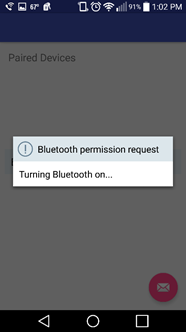 67° 91% 1:02 PM
Paired Devices
Bluetooth permission request
Turning Bluetooth on...